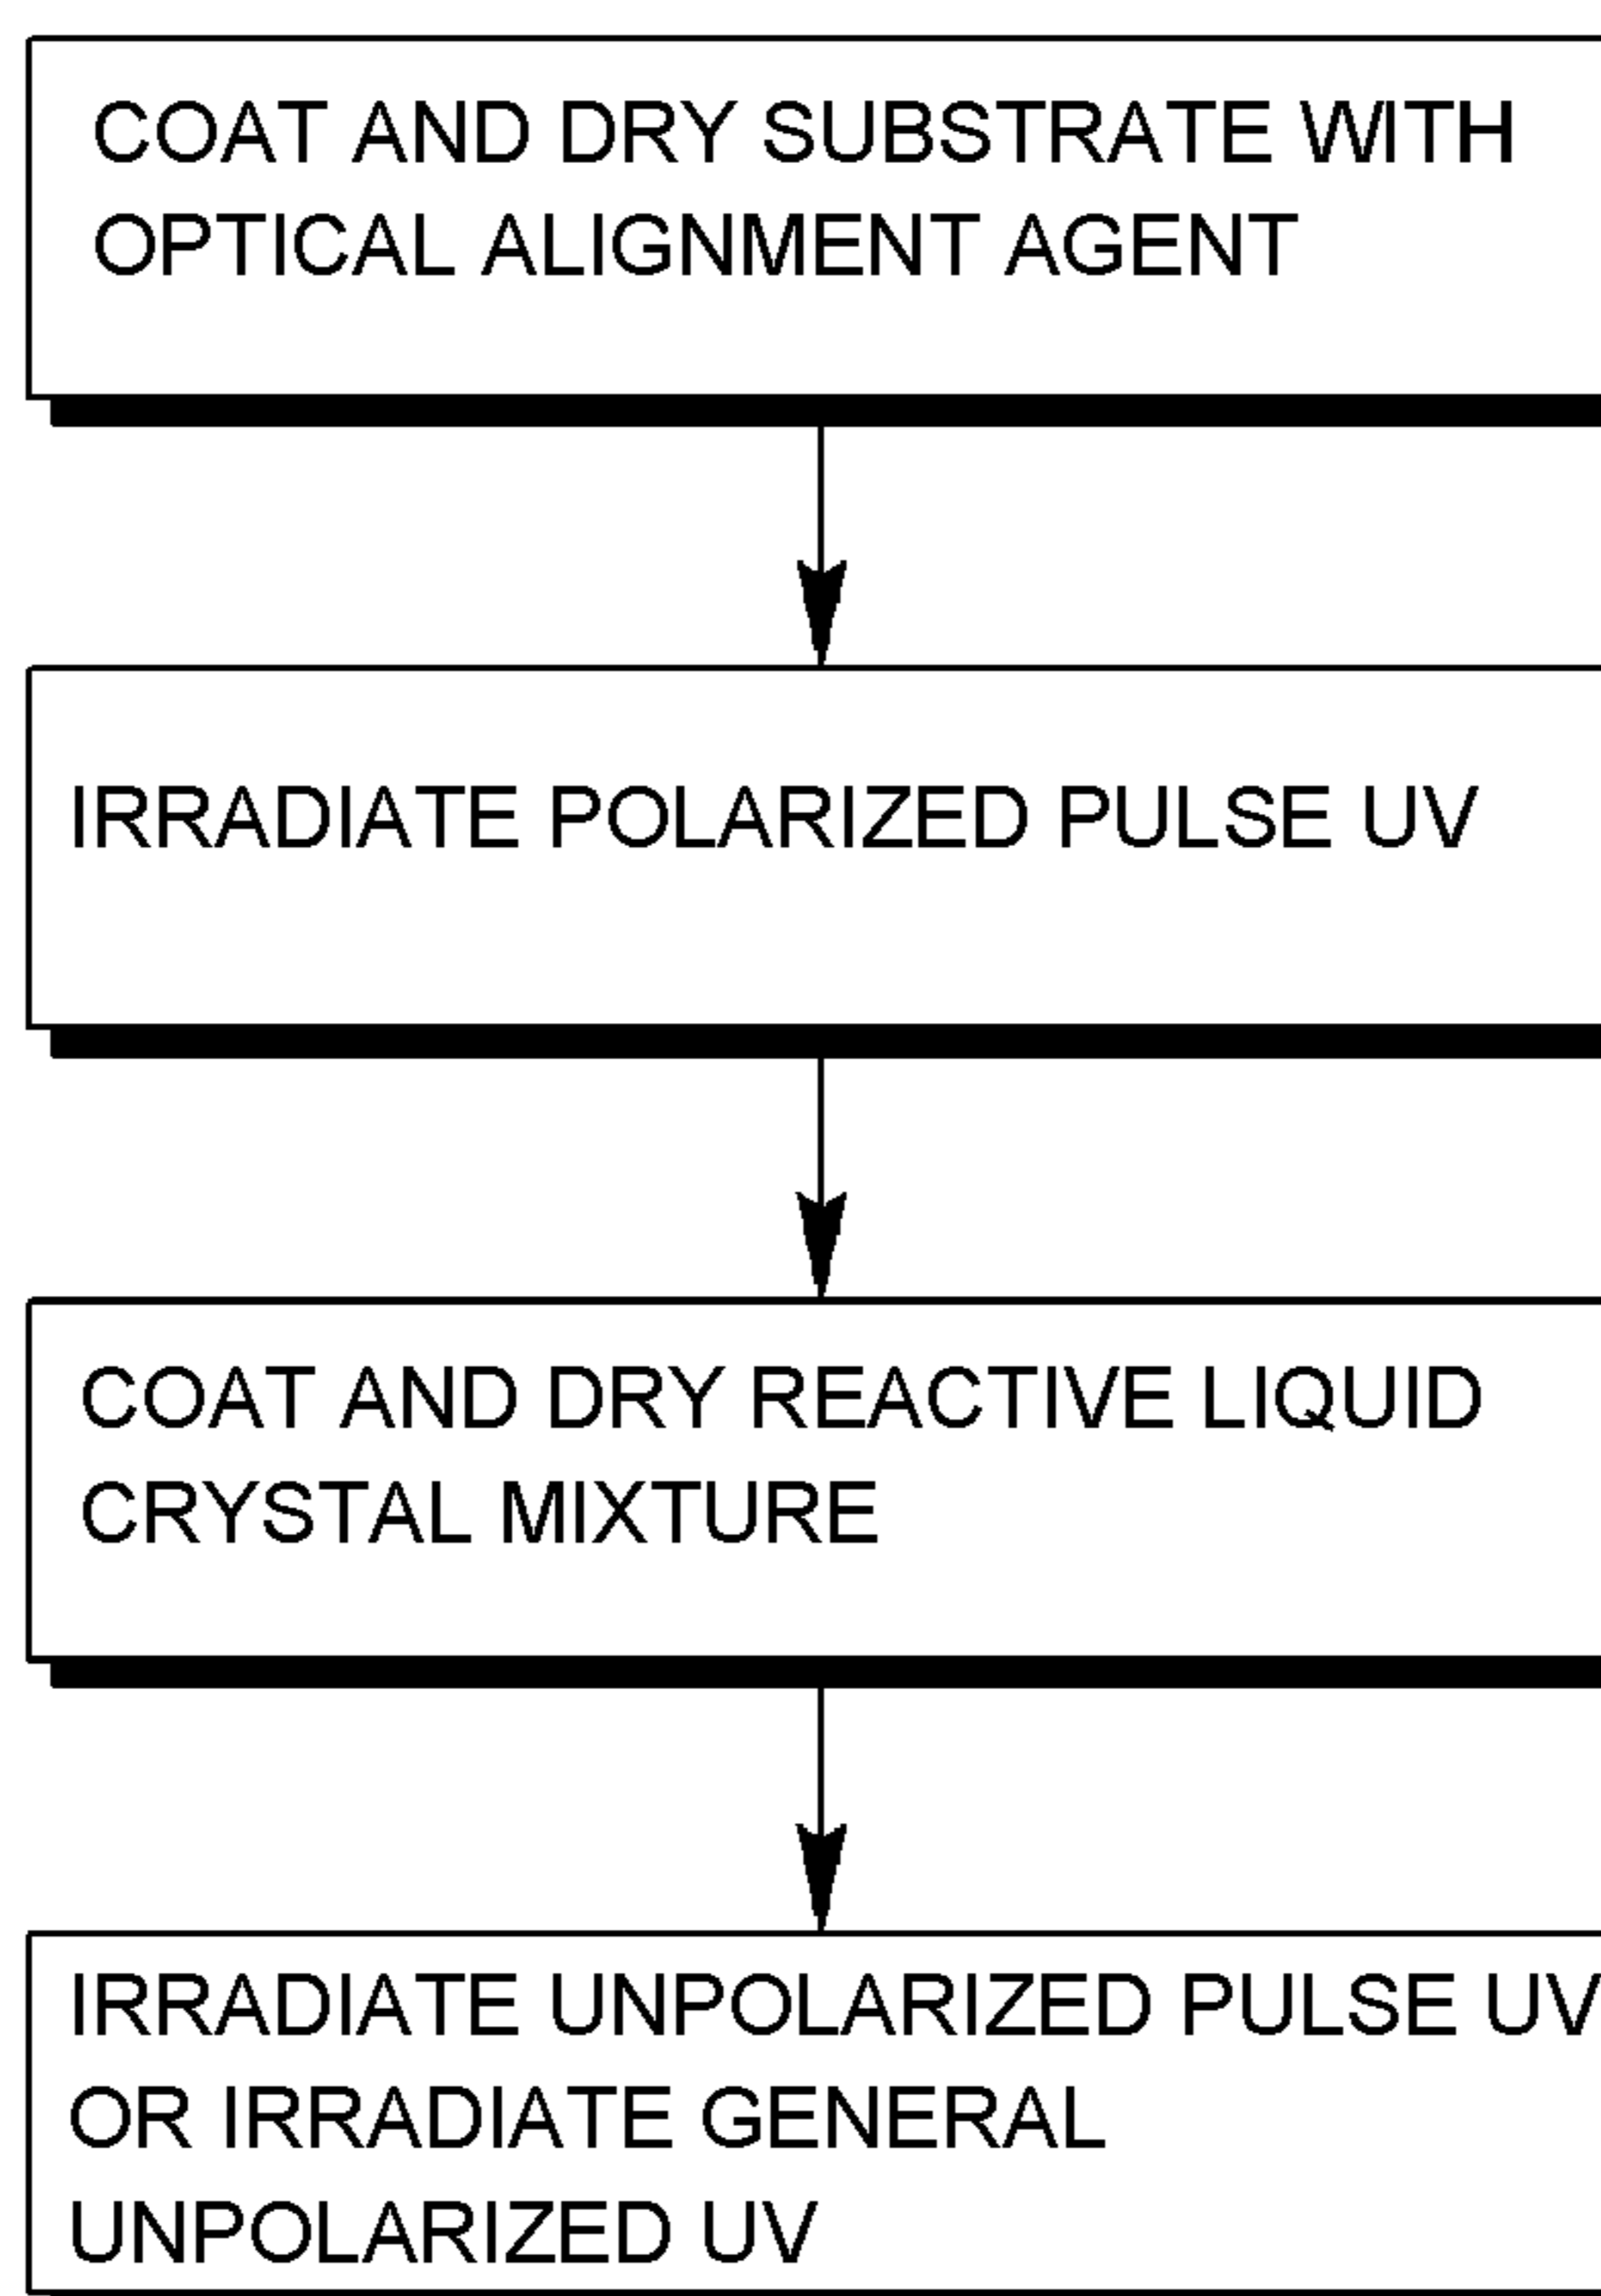 COAT AND DRY SUBSTRATE WITH
OPTICAL ALIGNMENT AGENT
IRRADIATE POLARIZED PULSE UV
COAT AND DRY REACTIVE LIQUID
CRYSTAL MIXTURE
IRRADIATE UNPOLARIZED PULSE UV
OR IRRADIATE GENERAL
UNPOLARIZED UV